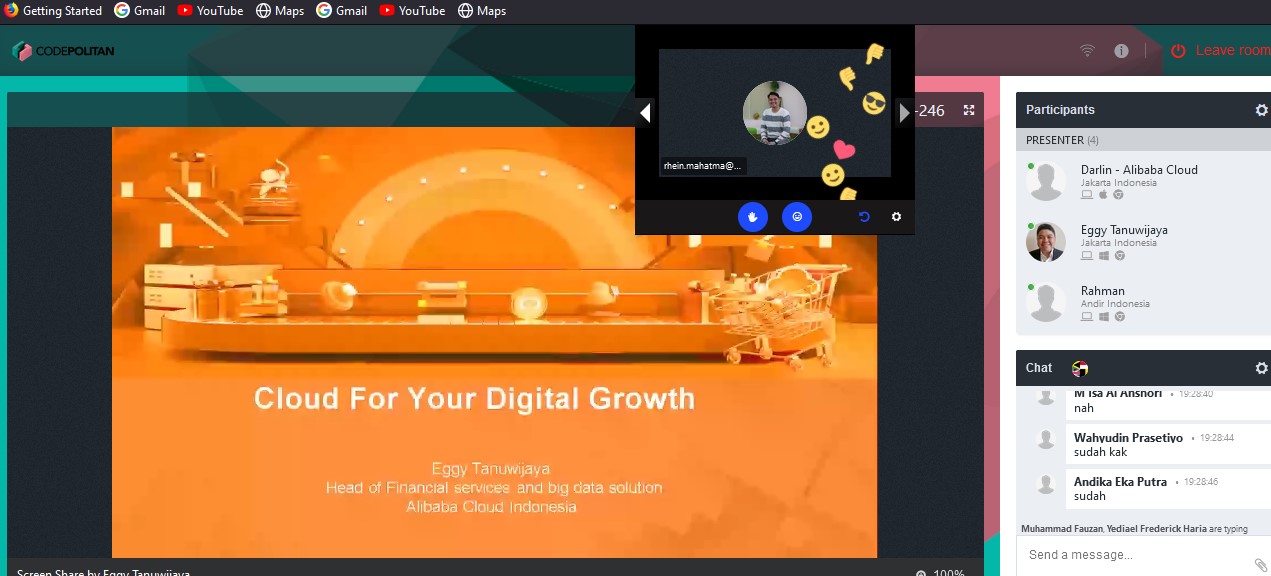 Getting Started Gmail YouTube Maps Gmail YouTube Maps
CODEPOLITAN
Leave room
-246
rhein.mahatma@...
Cloud For Your Digital Growth
Eggy Tanuwijaya
Head of Financial services and big data solution
Alibaba Cloud Indonesia
Screen Share by Eggy Tanuwijaya
100%
Participants
PRESENTER (4)
Darlin - Alibaba Cloud
Jakarta Indonesia
Eggy Tanuwijaya
Jakarta Indonesia
Rahman
Andir Indonesia
Chat
M Isa Al Anshori • 19:28:40
nah
Wahyudin Prasetiyo • 19:28:44
sudah kak
Andika Eka Putra • 19:28:46
sudah
Muhammad Fauzan, Yediael Frederick Haria are typing
Send a message...